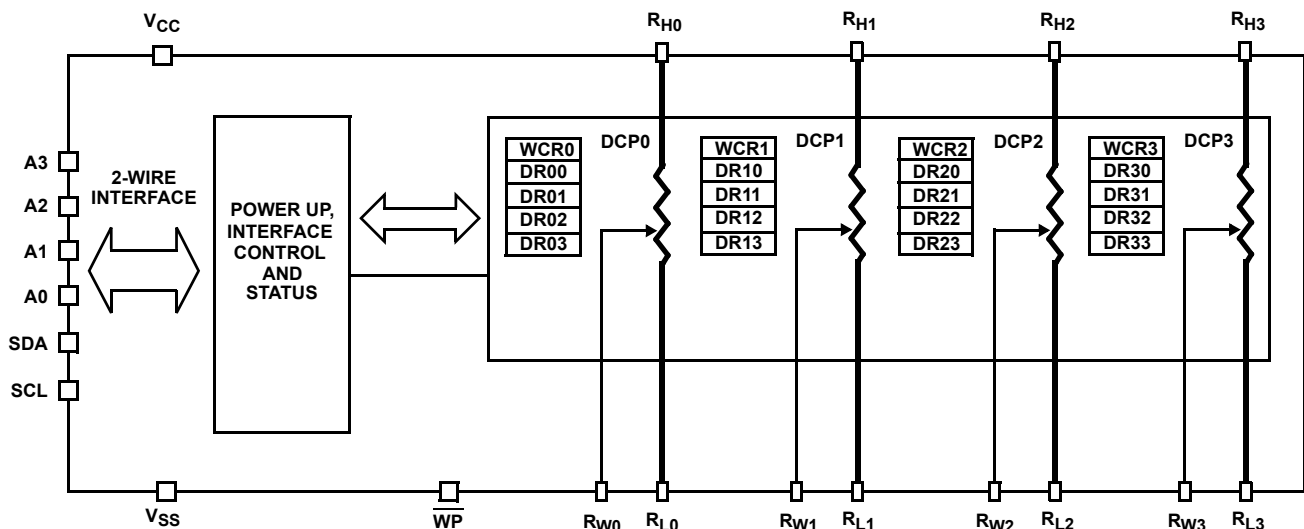 VCC
RH0
RH1
RH2
RH3
A3
A2
A1
A0
SDA
SCL
2-WIRE
INTERFACE
POWER UP,
INTERFACE
CONTROL
AND
STATUS
WCR0
DR00
DR01
DR02
DR03
DCP0
WCR1
DR10
DR11
DR12
DR13
DCP1
WCR2
DR20
DR21
DR22
DR23
DCP2
WCR3
DR30
DR31
DR32
DR33
DCP3
VSS
WP
RW0
RL0
RW1
RL1
RW2
RL2
RW3
RL3